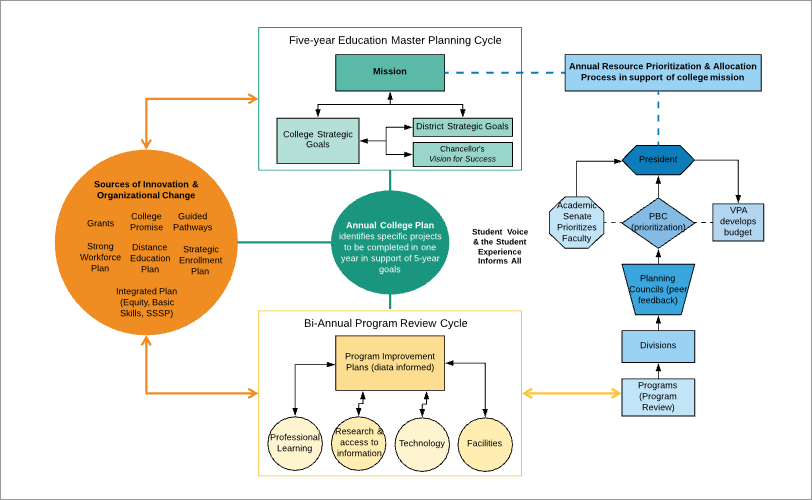 Five-year Education Master Planning Cycle
Mission
College Strategic
Goals
District Strategic Goals
Chancellor's
Vision for Success
Annual Resource Prioritization & Allocation
Process in support of college mission
Sources of Innovation &
Organizational Change
Grants
College
Promise
Guided
Pathways
Strong
Workforce
Plan
Distance
Education
Plan
Strategic
Enrollment
Plan
Integrated Plan
(Equity, Basic
Skills, SSSP)
Annual College Plan
identifies specific projects
to be completed in one
year in support of 5-year
goals
Student Voice
& the Student
Experience
Informs All
President
Academic
Senate
Prioritizes
Faculty
PBC
(prioritization)
VPA
develops
budget
Planning
Councils (peer
feedback)
Divisions
Programs
(Program
Review)
Bi-Annual Program Review Cycle
Program Improvement
Plans (diata informed)
Professional
Learning
Research &
access to
information
Technology
Facilities